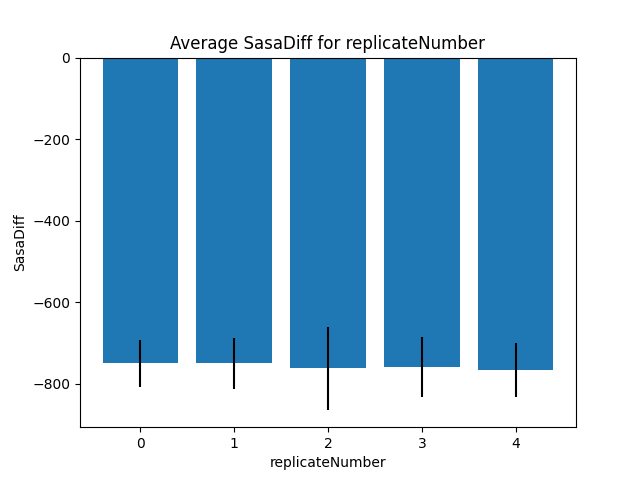 Average SasaDiff for replicateNumber
0
−200
−400
−600
−800
SasaDiff
0 1 2 3 4
replicateNumber